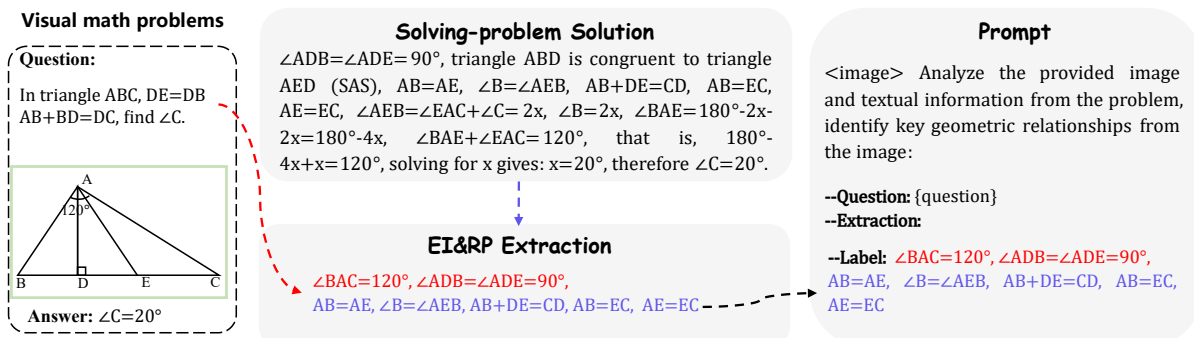 Visual math problems
Question:
In triangle ABC, DE=DB
AB+BD=DC, find ∠C.
A
120°
B
D
E
C
Answer: ∠C=20°
Solving-problem Solution
∠ADB=∠ADE=90°, triangle ABD is congruent to triangle
AED (SAS), AB=AE, ∠B=∠AEB, AB+DE=CD, AB=EC,
AE=EC, ∠AEB=∠EAC+∠C=2x, ∠B=2x, ∠BAE=180°-2x-
2x=180°-4x, ∠BAE+∠EAC=120°, that is, 180°-
4x+x=120°, solving for x gives: x=20°, therefore ∠C=20°.
EI&RP Extraction
∠BAC=120°, ∠ADB=∠ADE=90°,
AB=AE, ∠B=∠AEB, AB+DE=CD, AB=EC, AE=EC
Prompt
<image> Analyze the provided image
and textual information from the problem,
identify key geometric relationships from
the image:
--Question: {question}
--Extraction:
--Label: ∠BAC=120°, ∠ADB=∠ADE=90°,
AB=AE, ∠B=∠AEB, AB+DE=CD, AB=EC,
AE=EC